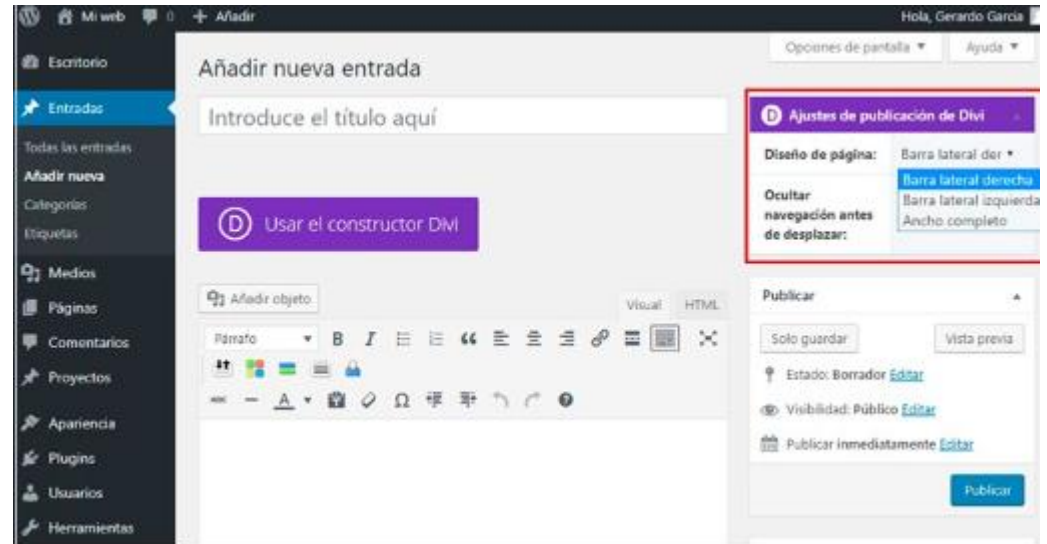 Mi web 0 + Añadir
Hola, Gerardo Garcia
Opciones de pantalla ▼
Ayuda ▼
Escritorio
Entradas
Todas las entradas
Añadir nueva
Categorías
Etiquetas
Medios
Páginas
Comentarios
Proyectos
Apariencia
Plugins
Usuarios
Herramientas
Añadir nueva entrada
Introduce el título aquí
D Usar el constructor Divi
Añadir objeto
Visual HTML
Párrafo
D Ajustes de publicación de Divi
Diseño de página:
Barra lateral der
Barra lateral derecha
Barra lateral izquierda
Ancho completo
Ocultar
navegación antes
de desplazar:
Publicar
Solo guardar
Vista previa
Estado: Borrador Editar
Visibilidad: Público Editar
Publicar inmediatamente Editar
Publicar